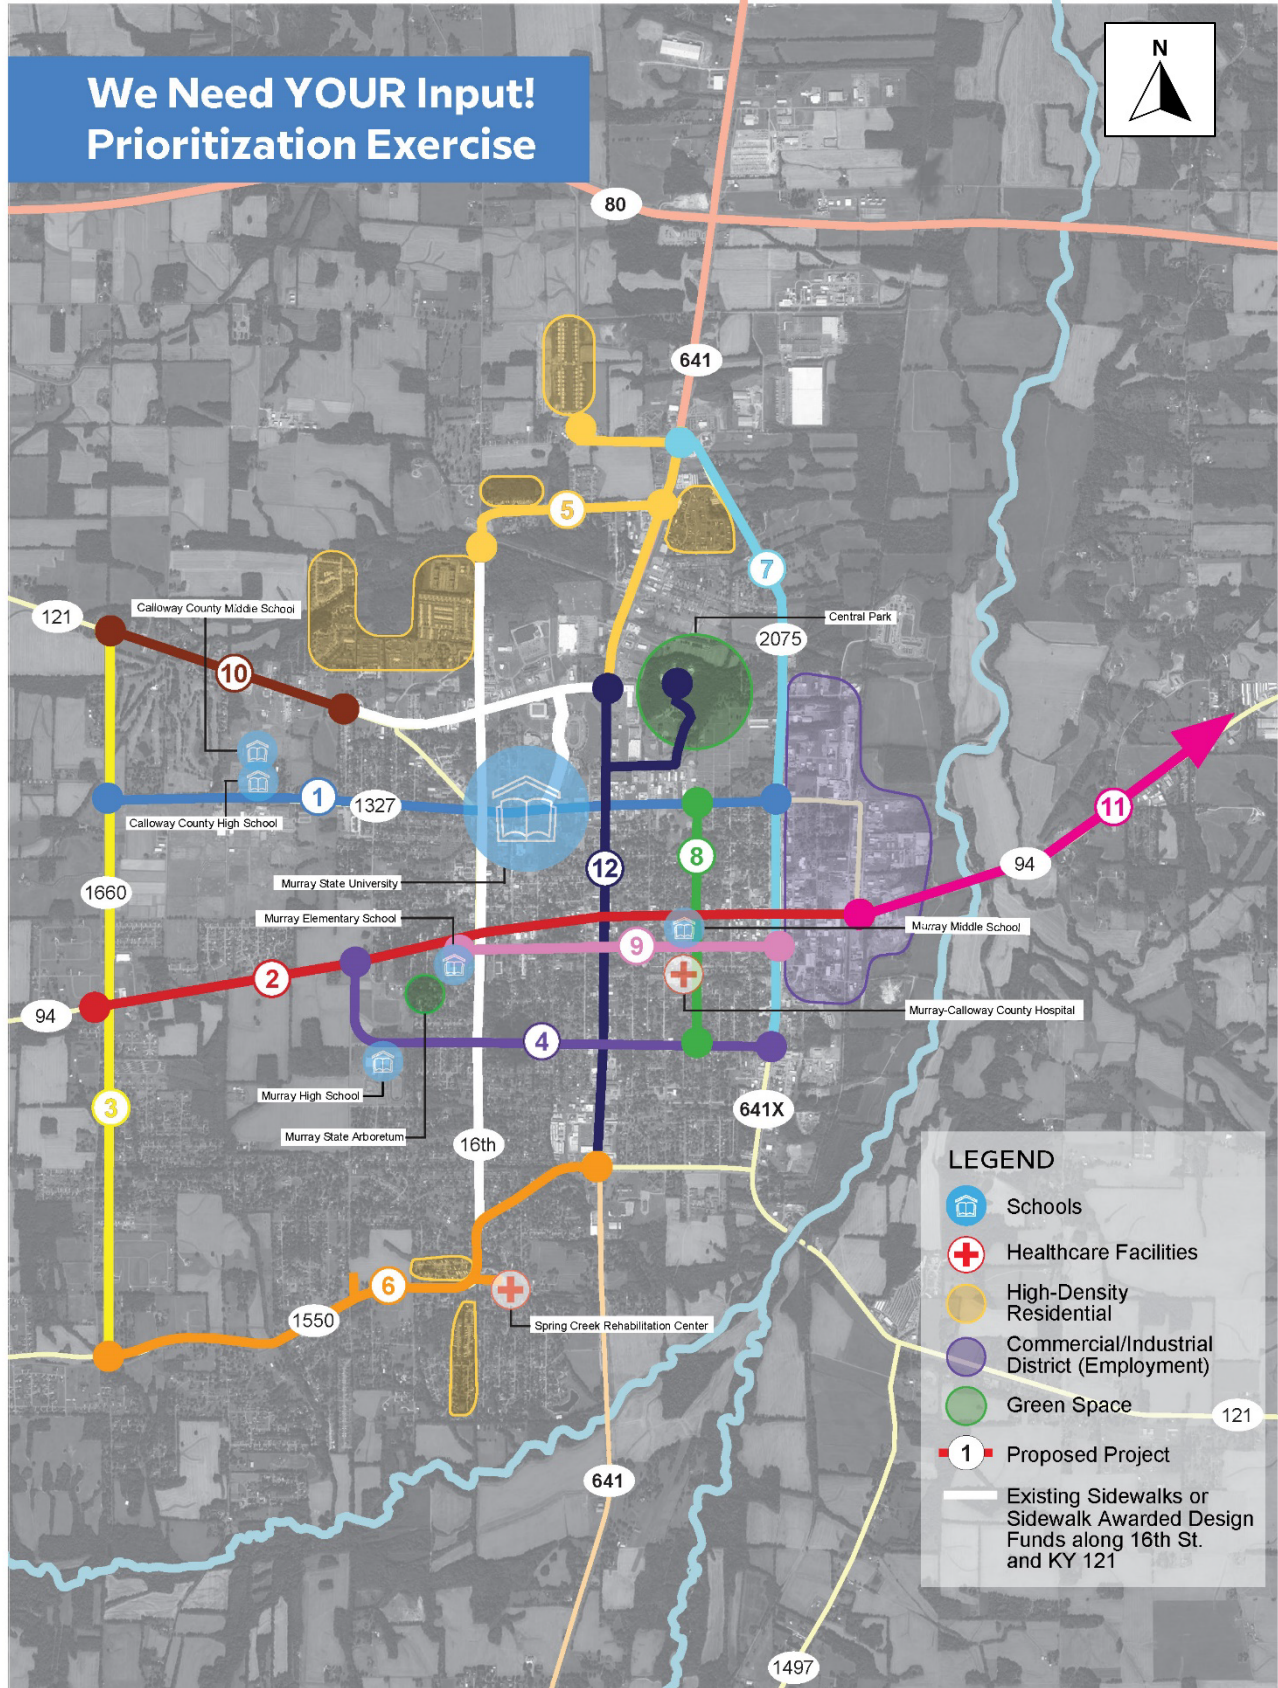 We Need YOUR Input!
Prioritization Exercise
N
80
641
5
7
121
Calloway County Middle School
Central Park
2075
10
1
1327
11
Calloway County High School
8
94
12
Murray State University
1660
Murray Elementary School
Murray Middle School
9
2
94
Murray-Calloway County Hospital
4
Murray High School
3
641X
Murray State Arboretum
16th
6
1550
Spring Creek Rehabilitation Center
641
121
1497
LEGEND
Schools
Healthcare Facilities
High-Density
Residential
Commercial/Industrial
District (Employment)
Green Space
1
Proposed Project
Existing Sidewalks or
Sidewalk Awarded Design
Funds along 16th St.
and KY 121